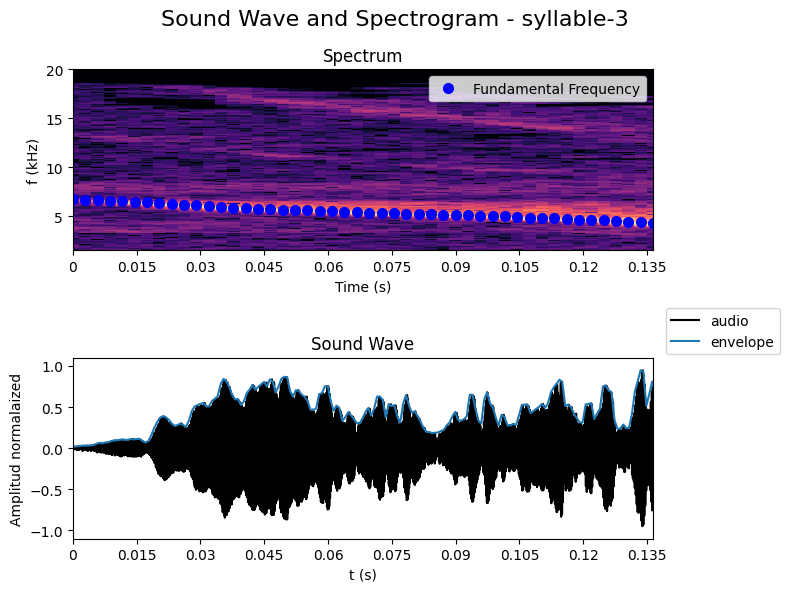 Sound Wave and Spectrogram - syllable-3
Spectrum
Fundamental Frequency
20
15
10
5
f (kHz)
0 0.015 0.03 0.045 0.06 0.075 0.09 0.105 0.12 0.135
Time (s)
audio
envelope
Sound Wave
1.0
0.5
0.0
−0.5
−1.0
Amplitud normalaized
0 0.015 0.03 0.045 0.06 0.075 0.09 0.105 0.12 0.135
t (s)